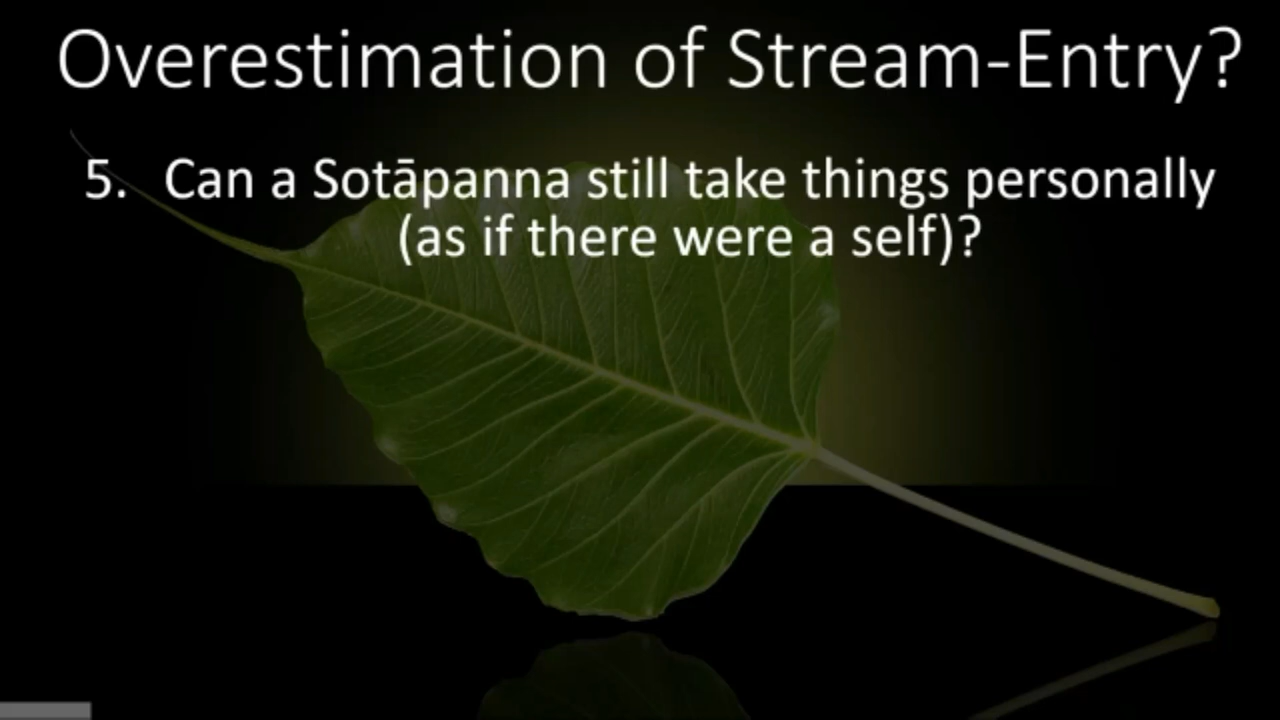 Overestimation of Stream-Entry?
5. Can a Sotāpanna still take things personally
(as if there were a self)?